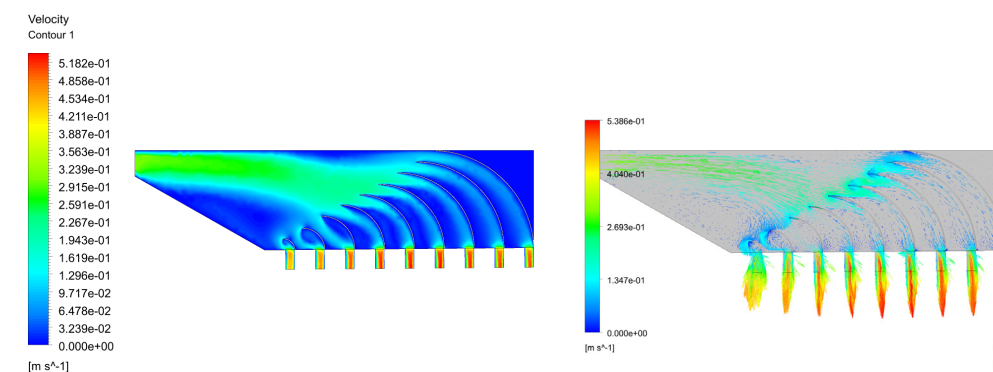 Velocity
Contour 1
5.182e-01
4.858e-01
4.534e-01
4.211e-01
3.887e-01
3.563e-01
3.239e-01
2.915e-01
2.591e-01
2.267e-01
1.943e-01
1.619e-01
1.296e-01
9.717e-02
6.478e-02
3.239e-02
0.000e+00
[m s^-1]
5.386e-01
4.040e-01
2.693e-01
1.347e-01
0.000e+00
[m s^-1]